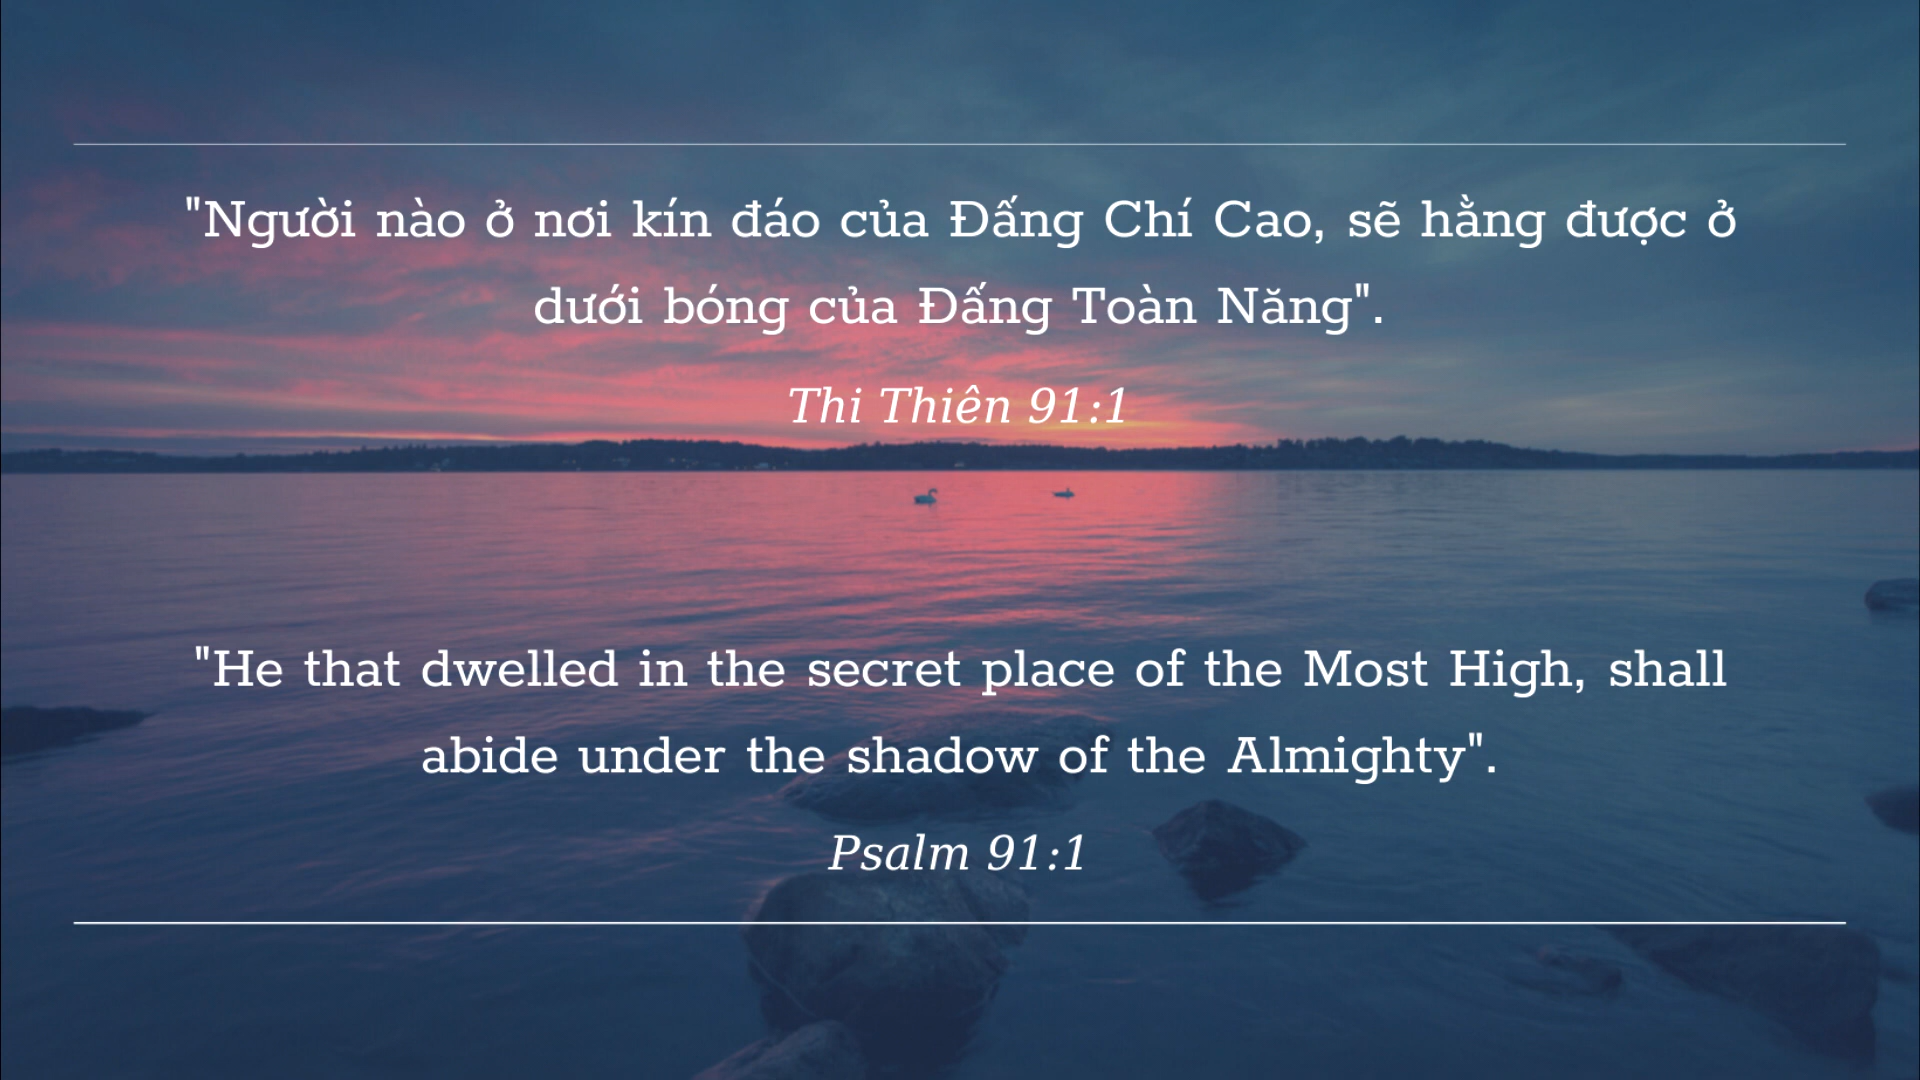 "Người nào ở nơi kín đáo của Đấng Chí Cao, sẽ hằng được ở
dưới bóng của Đấng Toàn Năng".
Thi Thiên 91:1
"He that dwelled in the secret place of the Most High, shall
abide under the shadow of the Almighty".
Psalm 91:1